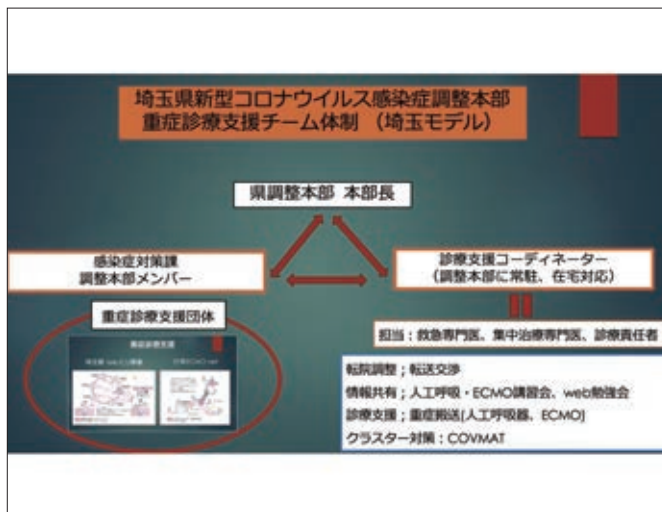 埼玉県新型コロナウイルス感染症調整本部
重症診療支援チーム体制 （埼玉モデル）
県調整本部 本部長
感染症対策課
調整本部メンバー
診療支援コーディネーター
（調整本部に常駐、在宅対応）
重症診療支援団体
担当：救急専門医、集中治療専門医、診療責任者
転院調整；転送交渉
情報共有；人工呼吸・ECMO講習会、web勉強会
診療支援：重症搬送(人工呼吸器、ECMO)
クラスター対策：COVMAT